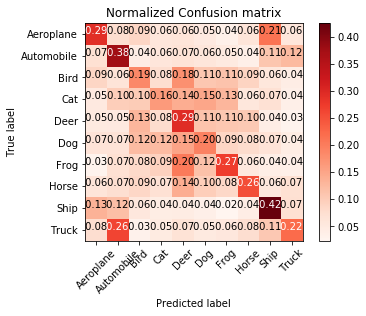 Normalized Confusion matrix
True label
Aeroplane 0.29 0.08 0.09 0.06 0.06 0.05 0.04 0.06 0.21 0.06
Automobile 0.07 0.38 0.04 0.06 0.07 0.06 0.05 0.04 0.11 0.12
Bird 0.09 0.06 0.19 0.08 0.18 0.11 0.11 0.09 0.06 0.04
Cat 0.05 0.10 0.10 0.16 0.14 0.15 0.13 0.06 0.07 0.04
Deer 0.05 0.05 0.13 0.08 0.29 0.11 0.11 0.10 0.04 0.03
Dog 0.07 0.07 0.12 0.12 0.15 0.20 0.09 0.08 0.07 0.04
Frog 0.03 0.07 0.08 0.09 0.20 0.12 0.27 0.06 0.04 0.04
Horse 0.06 0.07 0.09 0.07 0.14 0.10 0.08 0.26 0.06 0.07
Ship 0.13 0.12 0.06 0.04 0.04 0.04 0.02 0.04 0.42 0.07
Truck 0.08 0.26 0.03 0.05 0.07 0.05 0.06 0.08 0.11 0.22
Aeroplane Automobile Bird Cat Deer Dog Frog Horse Ship Truck
Predicted label
0.40
0.35
0.30
0.25
0.20
0.15
0.10
0.05